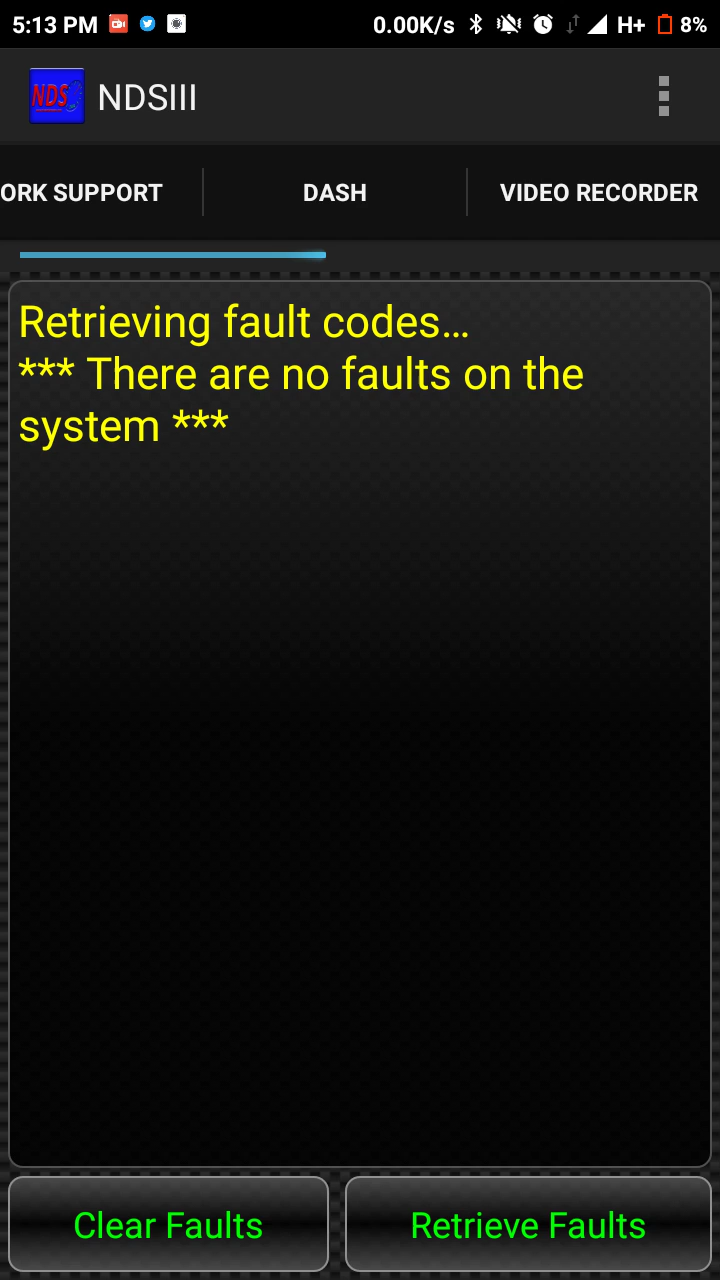 5:13 PM 0.00K/s H+ 8%
NDS NDSIII
ORK SUPPORT DASH VIDEO RECORDER
Retrieving fault codes...
*** There are no faults on the
system ***
Clear Faults Retrieve Faults